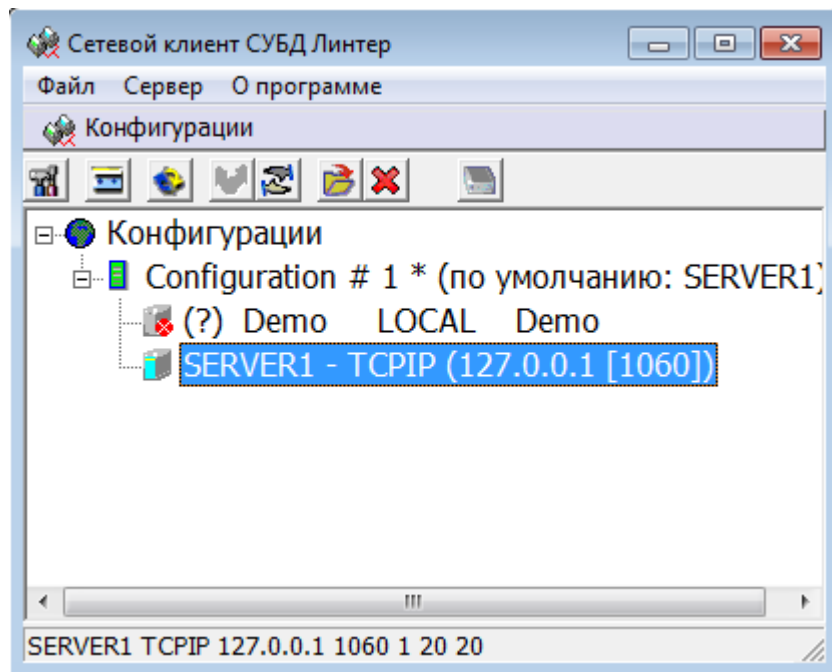 Сетевой клиент СУБД Линтер
Файл Сервер О программе
Конфигурации
Конфигурации
Configuration # 1 * (по умолчанию: SERVER1)
(?) Demo LOCAL Demo
SERVER1 - TCPIP (127.0.0.1 [1060])
SERVER1 TCPIP 127.0.0.1 1060 1 20 20